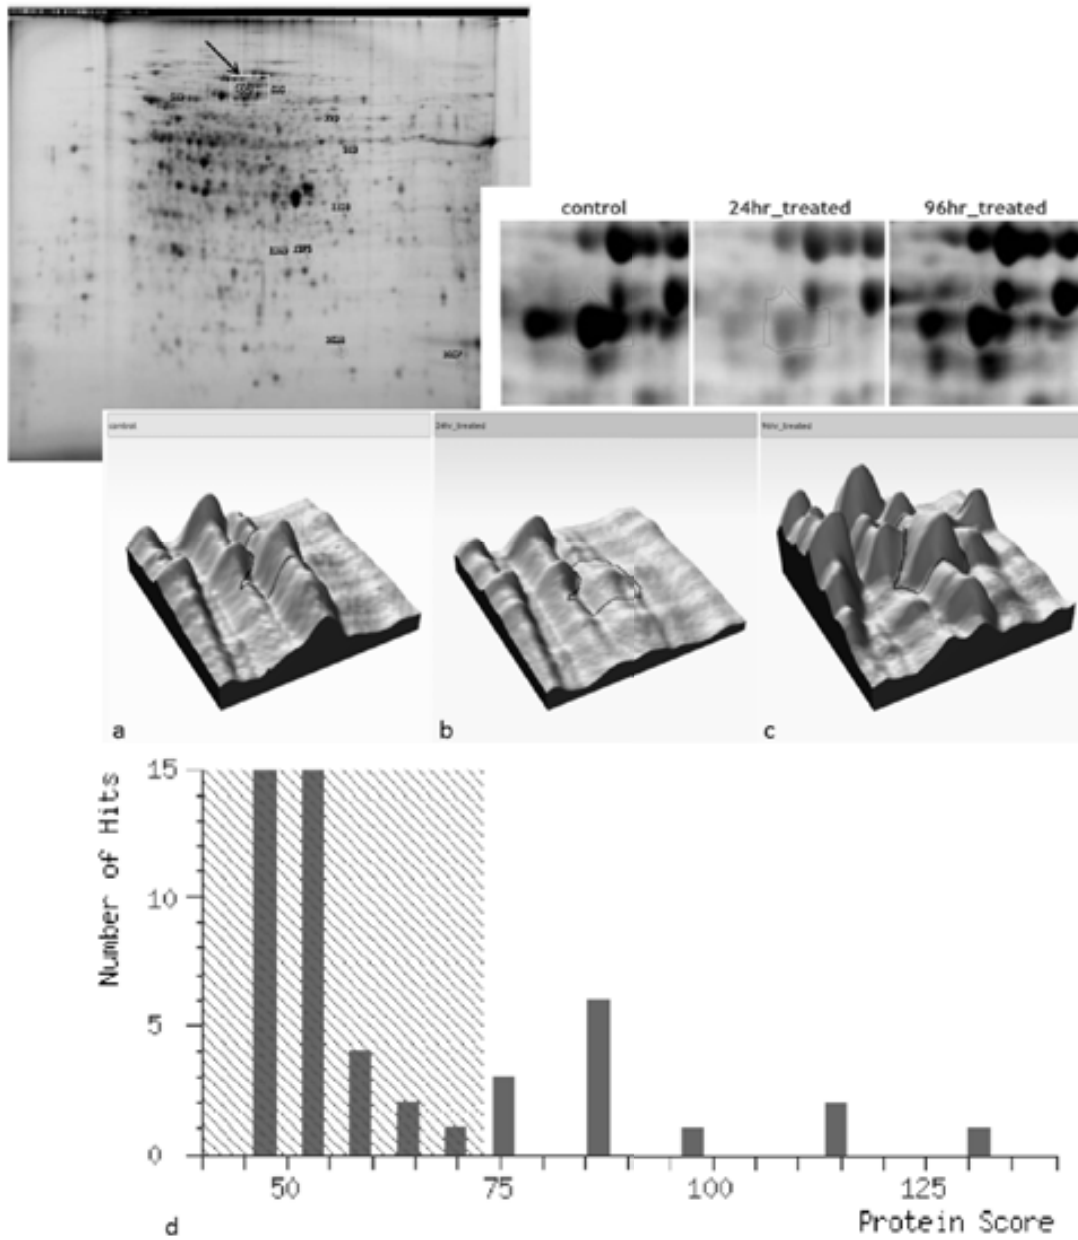 control 24hr_treated 96hr_treated
control 24hr_treated 96hr_treated
a b c
Number of Hits
15
10
5
0
50 75 100 125
Protein Score
d